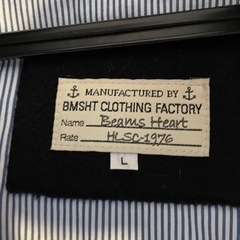 MANUFACTURED BY
BMSHT CLOTHING FACTORY
Name Beams Heart
Rate HLSC-1976
L